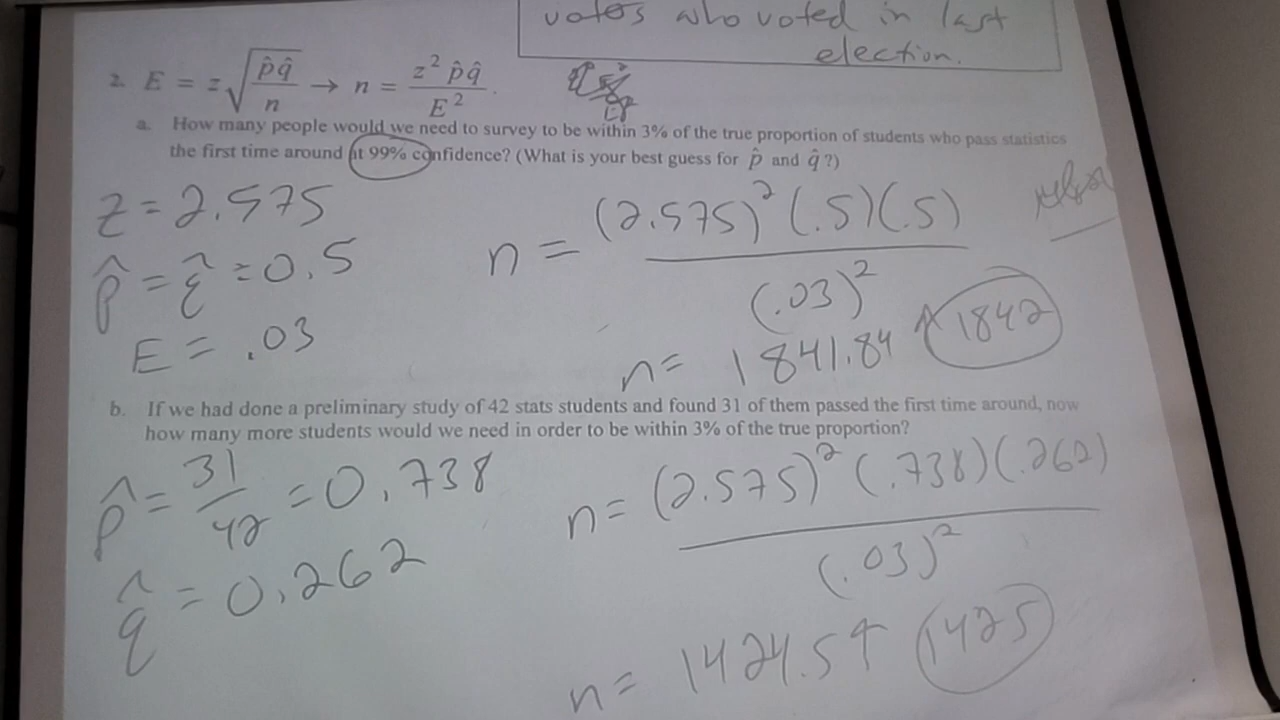 voters who voted in last
election.
2. E = z√(p̂q̂/n) → n = z² p̂q̂ / E².
a. How many people would we need to survey to be within 3% of the true proportion of students who pass statistics
the first time around at 99% confidence? (What is your best guess for p̂ and q̂?)
z = 2.575
p̂ = q̂ = 0.5
E = .03
n = (2.575)² (.5)(.5)
(.03)²
n = 1841.84 ↑ 1842
b. If we had done a preliminary study of 42 stats students and found 31 of them passed the first time around, now
how many more students would we need in order to be within 3% of the true proportion?
p̂ = 31/42 = 0.738
q̂ = 0.262
n = (2.575)² (.738)(.262)
(.03)²
n = 1424.5↑ 1425